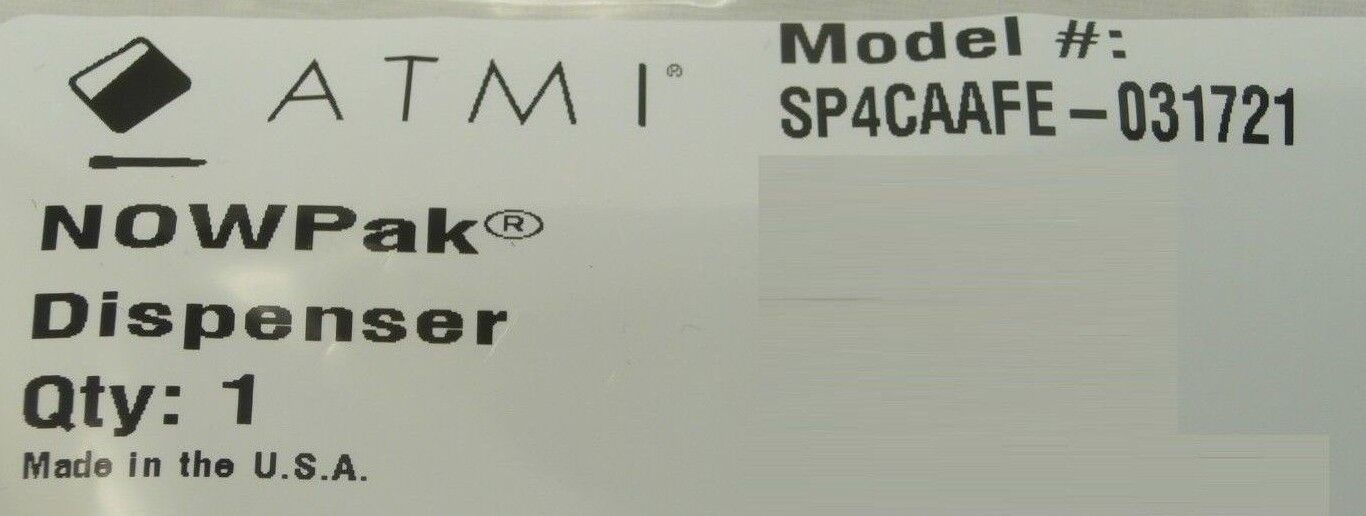 ATMI®
NOWPak®
Dispenser
Qty: 1
Made in the U.S.A.
Model #:
SP4CAAFE-031721